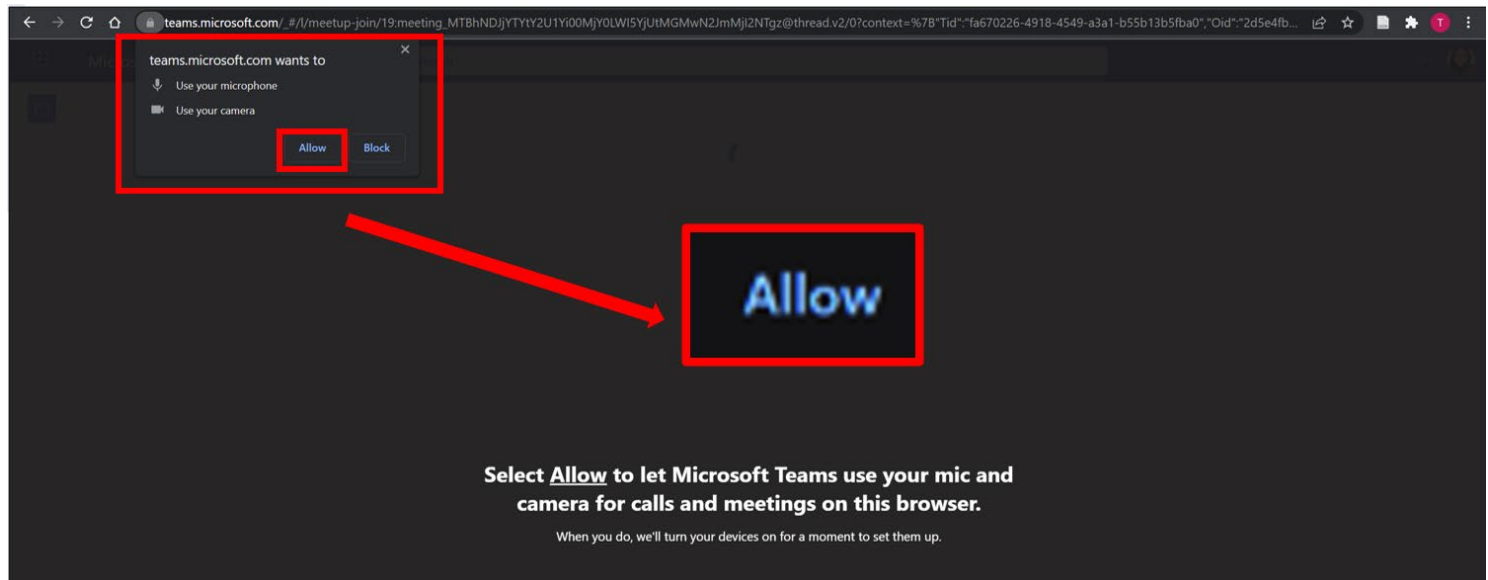 teams.microsoft.com/_#/l/meetup-join/19:meeting_MTBhNDJjYTYtY2U1Yi00MjY0LWI5YjUtMGMwN2JmMjI2NTgz@thread.v2/0?context=%7B"Tid":"fa670226-4918-4549-a3a1-b55b13b5fba0","Oid":"2d5e4fb...
T
teams.microsoft.com wants to
Use your microphone
Use your camera
Allow Block
Allow
Select Allow to let Microsoft Teams use your mic and
camera for calls and meetings on this browser.
When you do, we'll turn your devices on for a moment to set them up.